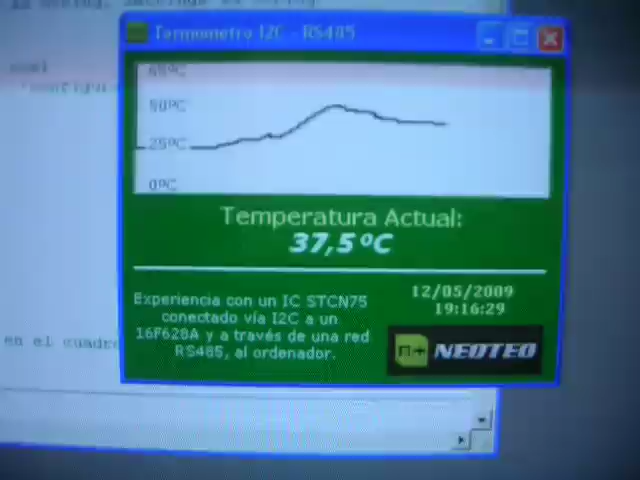 Termometro I2C - RS485
65ºC
50ºC
25ºC
0ºC
Temperatura Actual:
37,5ºC
Experiencia con un IC STCN75
conectado vía I2C a un
16F628A y a través de una red
RS485, al ordenador.
12/05/2009
19:16:29
n+ NEOTEO
en el cuadro